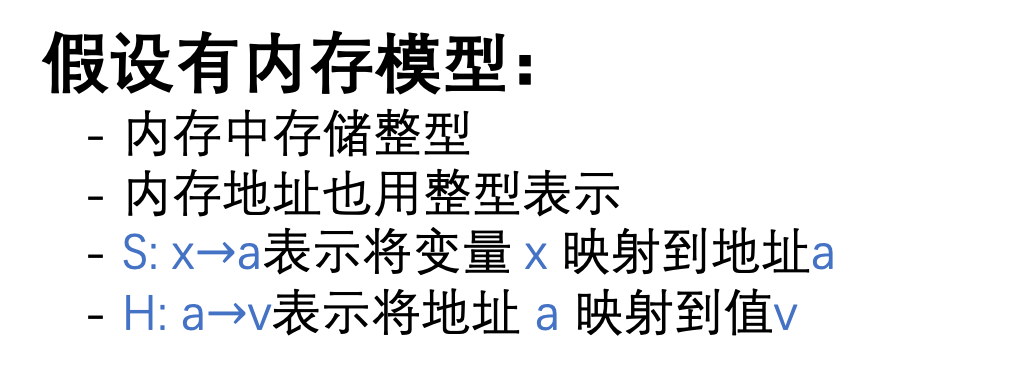 假设有内存模型：
- 内存中存储整型
- 内存地址也用整型表示
- S: x→a表示将变量 x 映射到地址a
- H: a→v表示将地址 a 映射到值v